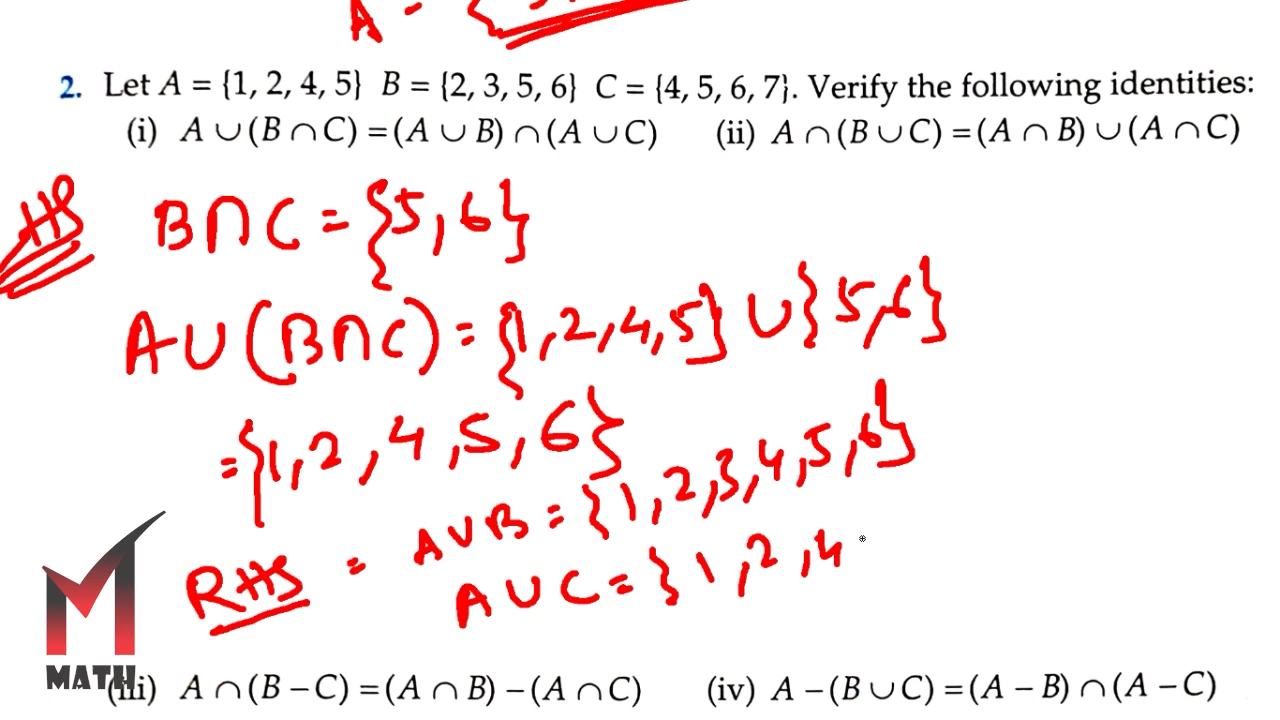 A - {
2. Let A = {1, 2, 4, 5} B = {2, 3, 5, 6} C = {4, 5, 6, 7}. Verify the following identities:
(i) A ∪ (B ∩ C) = (A ∪ B) ∩ (A ∪ C) (ii) A ∩ (B ∪ C) = (A ∩ B) ∪ (A ∩ C)
HS B∩C = {5,6}
A∪(B∩C) = {1,2,4,5} ∪ }5,6}
= {1,2,4,5,6}
RHS = A∪B = {1,2,3,4,5,6}
A∪C = {1,2,4
MATH
(iii) A ∩ (B – C) = (A ∩ B) – (A ∩ C) (iv) A – (B ∪ C) = (A – B) ∩ (A – C)